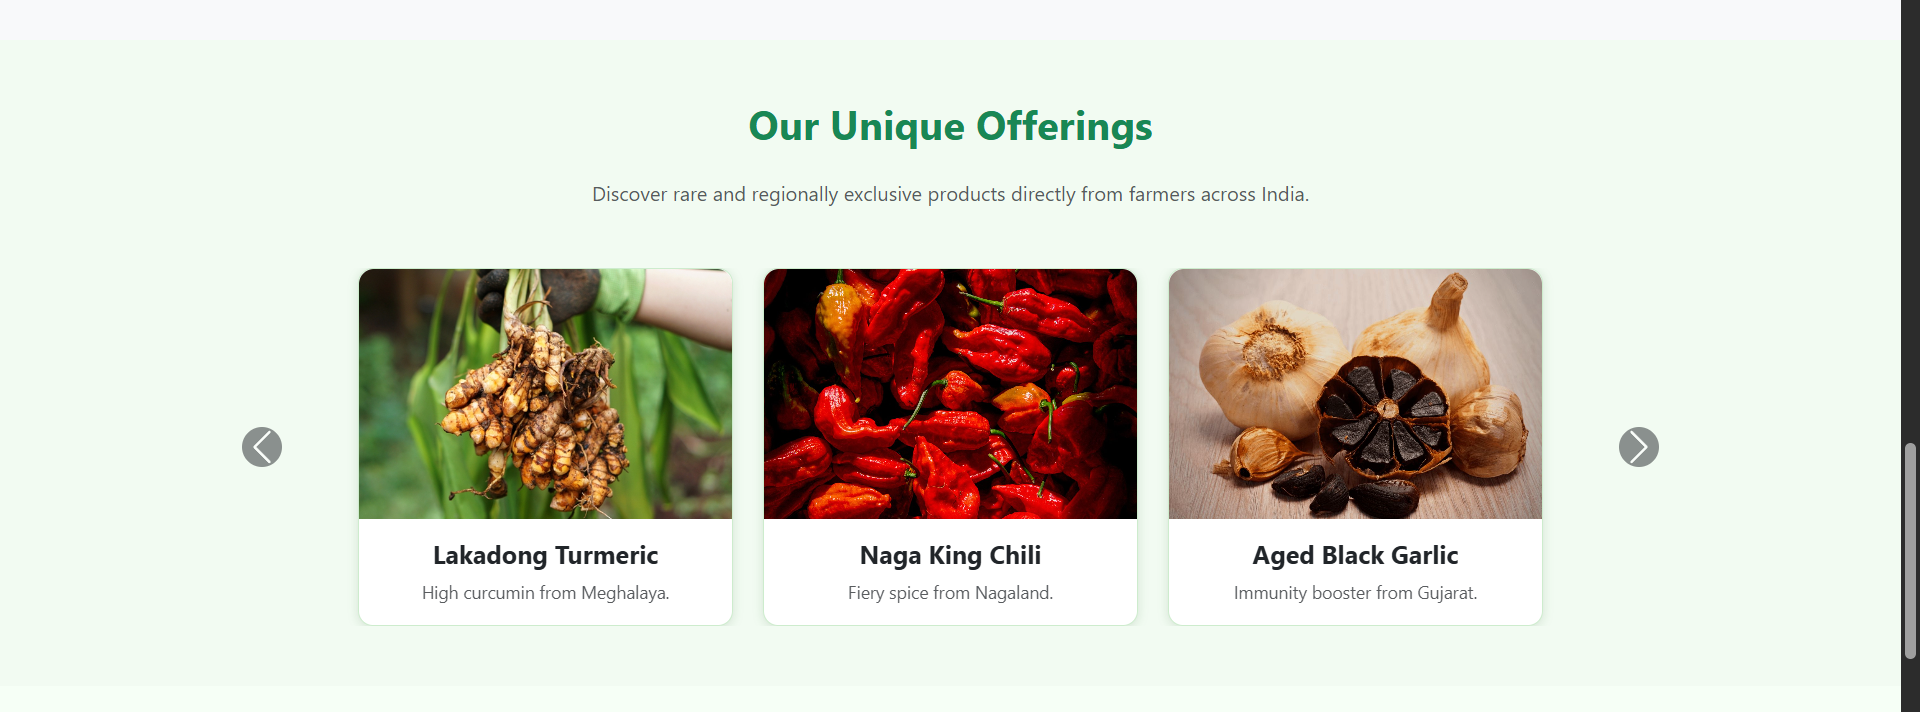 Our Unique Offerings
Discover rare and regionally exclusive products directly from farmers across India.
Lakadong Turmeric
High curcumin from Meghalaya.
Naga King Chili
Fiery spice from Nagaland.
Aged Black Garlic
Immunity booster from Gujarat.